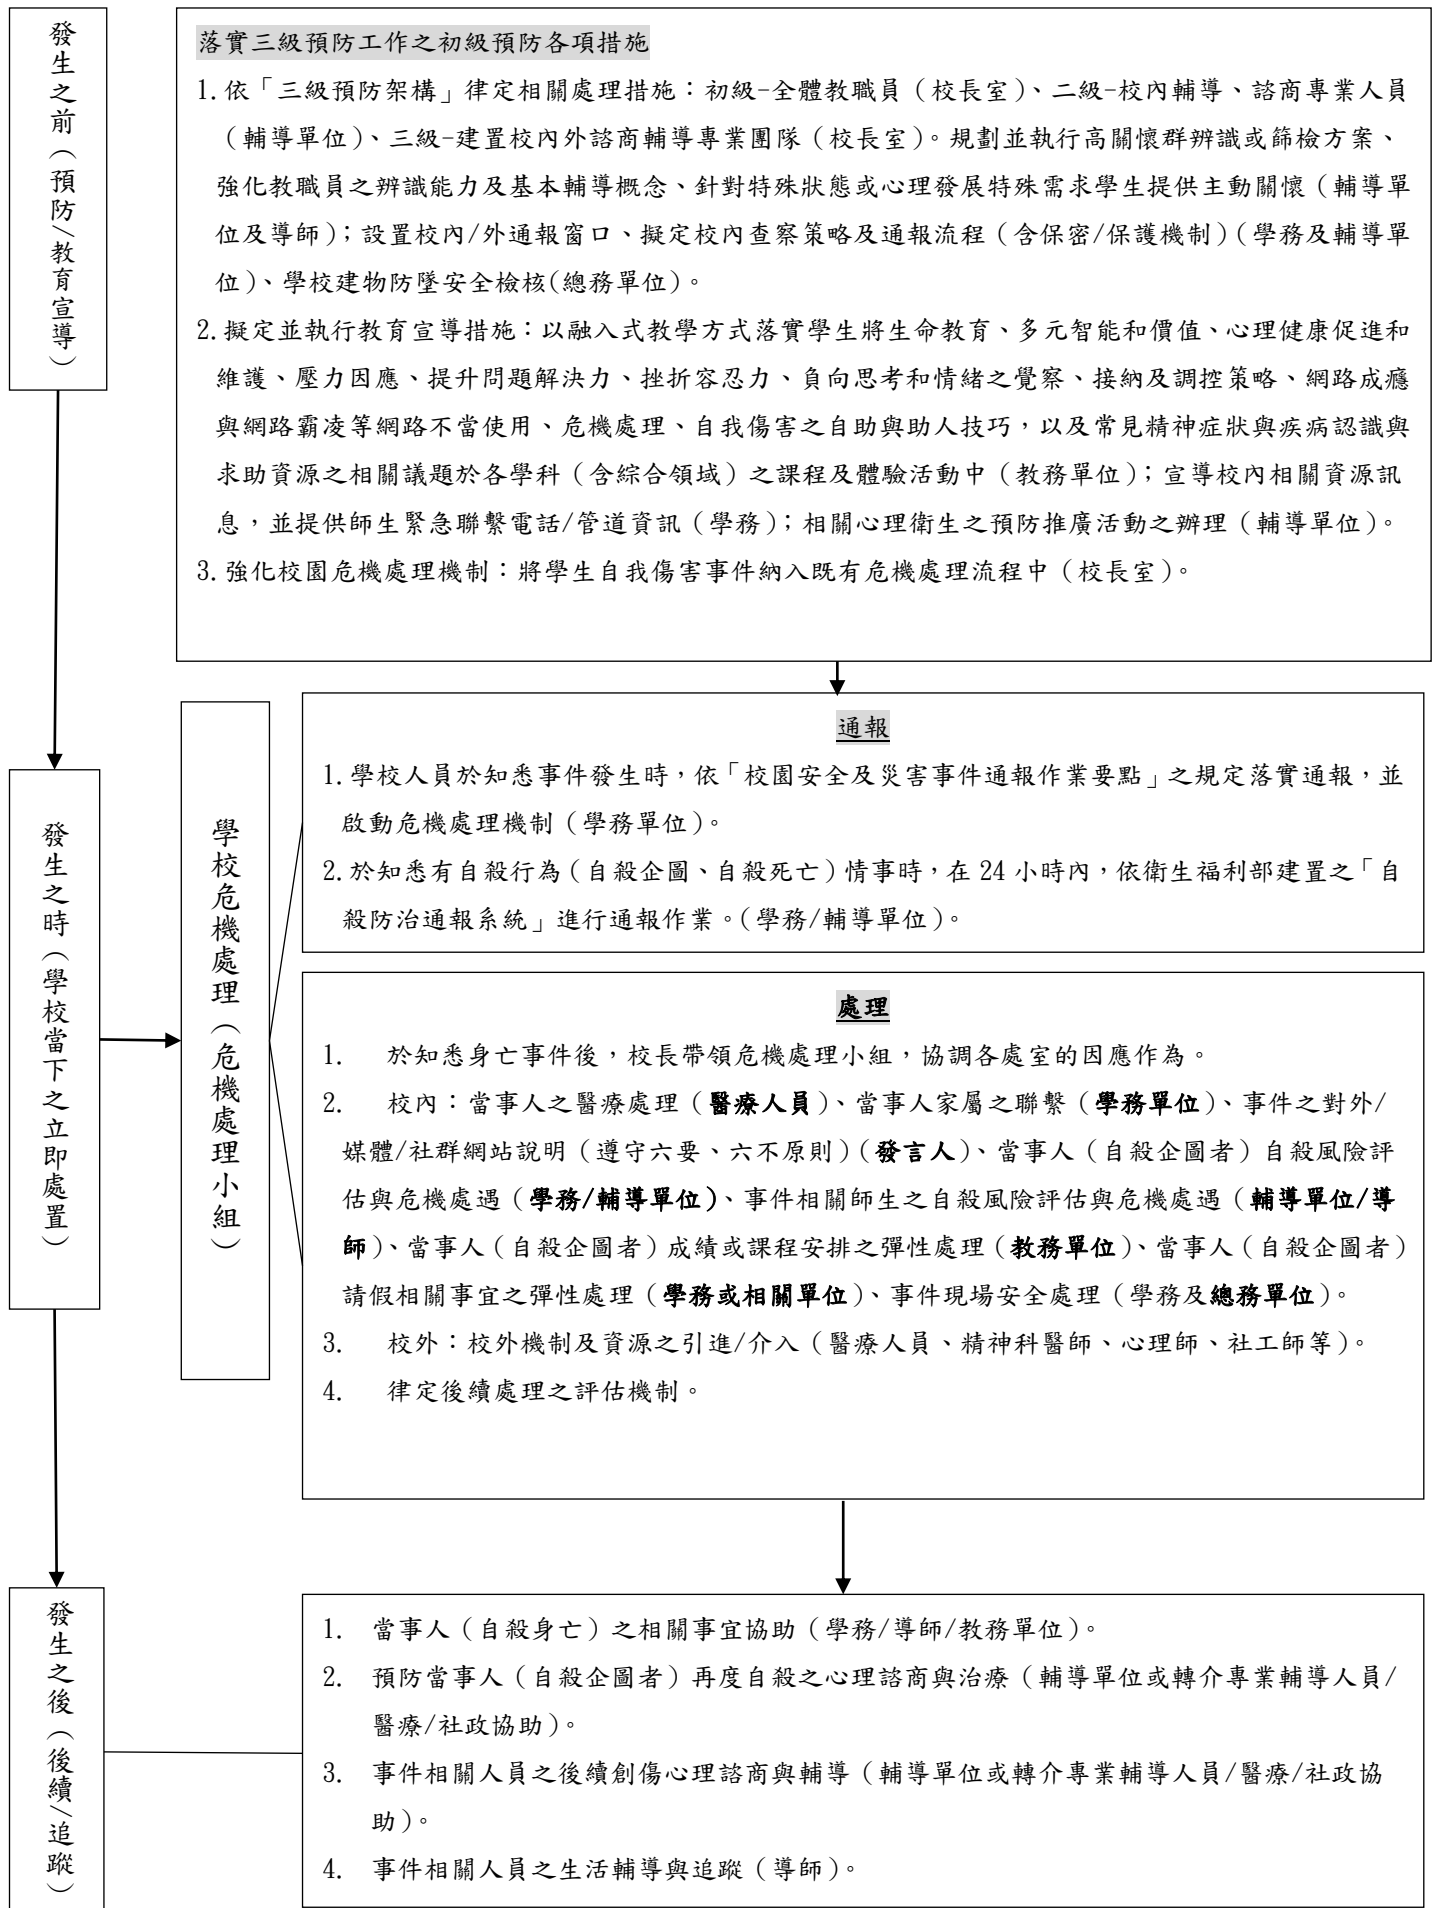 發生之前（預防/教育宣導）
落實三級預防工作之初級預防各項措施
1.依「三級預防架構」律定相關處理措施：初級-全體教職員（校長室）、二級-校內輔導、諮商專業人員
（輔導單位）、三級-建置校內外諮商輔導專業團隊（校長室）。規劃並執行高關懷群辨識或篩檢方案、
強化教職員之辨識能力及基本輔導概念、針對特殊狀態或心理發展特殊需求學生提供主動關懷（輔導單
位及導師）；設置校內/外通報窗口、擬定校內查察策略及通報流程（含保密/保護機制）（學務及輔導單
位）、學校建物防墜安全檢核(總務單位)。
2.擬定並執行教育宣導措施：以融入式教學方式落實學生將生命教育、多元智能和價值、心理健康促進和
維護、壓力因應、提升問題解決力、挫折容忍力、負向思考和情緒之覺察、接納及調控策略、網路成癮
與網路霸凌等網路不當使用、危機處理、自我傷害之自助與助人技巧，以及常見精神症狀與疾病認識與
求助資源之相關議題於各學科（含綜合領域）之課程及體驗活動中（教務單位）；宣導校內相關資源訊
息，並提供師生緊急聯繫電話/管道資訊（學務）；相關心理衛生之預防推廣活動之辦理（輔導單位）。
3.強化校園危機處理機制：將學生自我傷害事件納入既有危機處理流程中（校長室）。
發生之時（學校當下之立即處置）
學校危機處理（危機處理小組）
通報
1.學校人員於知悉事件發生時，依「校園安全及災害事件通報作業要點」之規定落實通報，並
啟動危機處理機制（學務單位）。
2.於知悉有自殺行為（自殺企圖、自殺死亡）情事時，在 24 小時內，依衛生福利部建置之「自
殺防治通報系統」進行通報作業。（學務/輔導單位）。
處理
1. 於知悉身亡事件後，校長帶領危機處理小組，協調各處室的因應作為。
2. 校內：當事人之醫療處理（醫療人員）、當事人家屬之聯繫（學務單位）、事件之對外/
媒體/社群網站說明（遵守六要、六不原則）（發言人）、當事人（自殺企圖者）自殺風險評
估與危機處遇（學務/輔導單位）、事件相關師生之自殺風險評估與危機處遇（輔導單位/導
師）、當事人（自殺企圖者）成績或課程安排之彈性處理（教務單位）、當事人（自殺企圖者）
請假相關事宜之彈性處理（學務或相關單位）、事件現場安全處理（學務及總務單位）。
3. 校外：校外機制及資源之引進/介入（醫療人員、精神科醫師、心理師、社工師等）。
4. 律定後續處理之評估機制。
發生之後（後續/追蹤）
1. 當事人（自殺身亡）之相關事宜協助（學務/導師/教務單位）。
2. 預防當事人（自殺企圖者）再度自殺之心理諮商與治療（輔導單位或轉介專業輔導人員/
醫療/社政協助）。
3. 事件相關人員之後續創傷心理諮商與輔導（輔導單位或轉介專業輔導人員/醫療/社政協
助）。
4. 事件相關人員之生活輔導與追蹤（導師）。